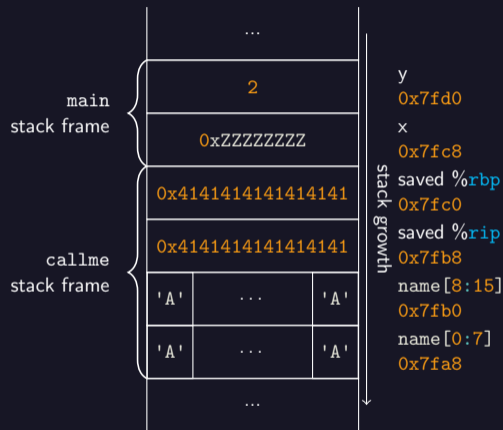 ...
main
stack frame
2
y
0x7fd0
0xZZZZZZZZ
x
0x7fc8
0x4141414141414141
saved %rbp
0x7fc0
callme
stack frame
0x4141414141414141
saved %rip
0x7fb8
'A' ... 'A'
name[8:15]
0x7fb0
'A' ... 'A'
name[0:7]
0x7fa8
stack growth
...